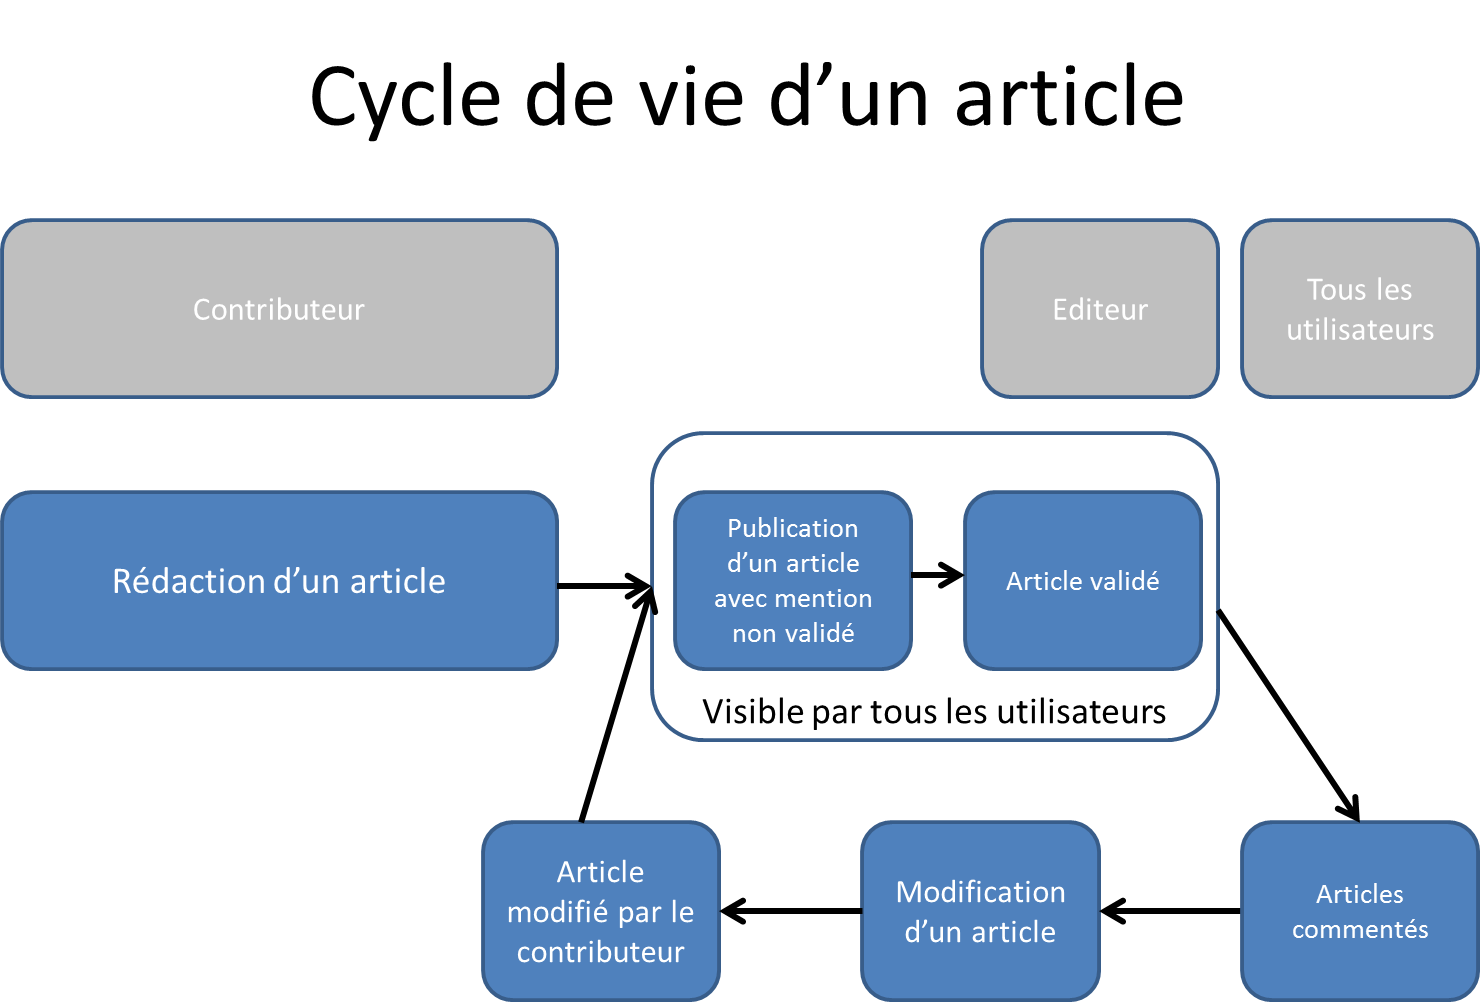 Cycle de vie d’un article
Contributeur
Editeur
Tous les
utilisateurs
Rédaction d’un article
Publication
d’un article
avec mention
non validé
Article validé
Visible par tous les utilisateurs
Article
modifié par le
contributeur
Modification
d’un article
Articles
commentés